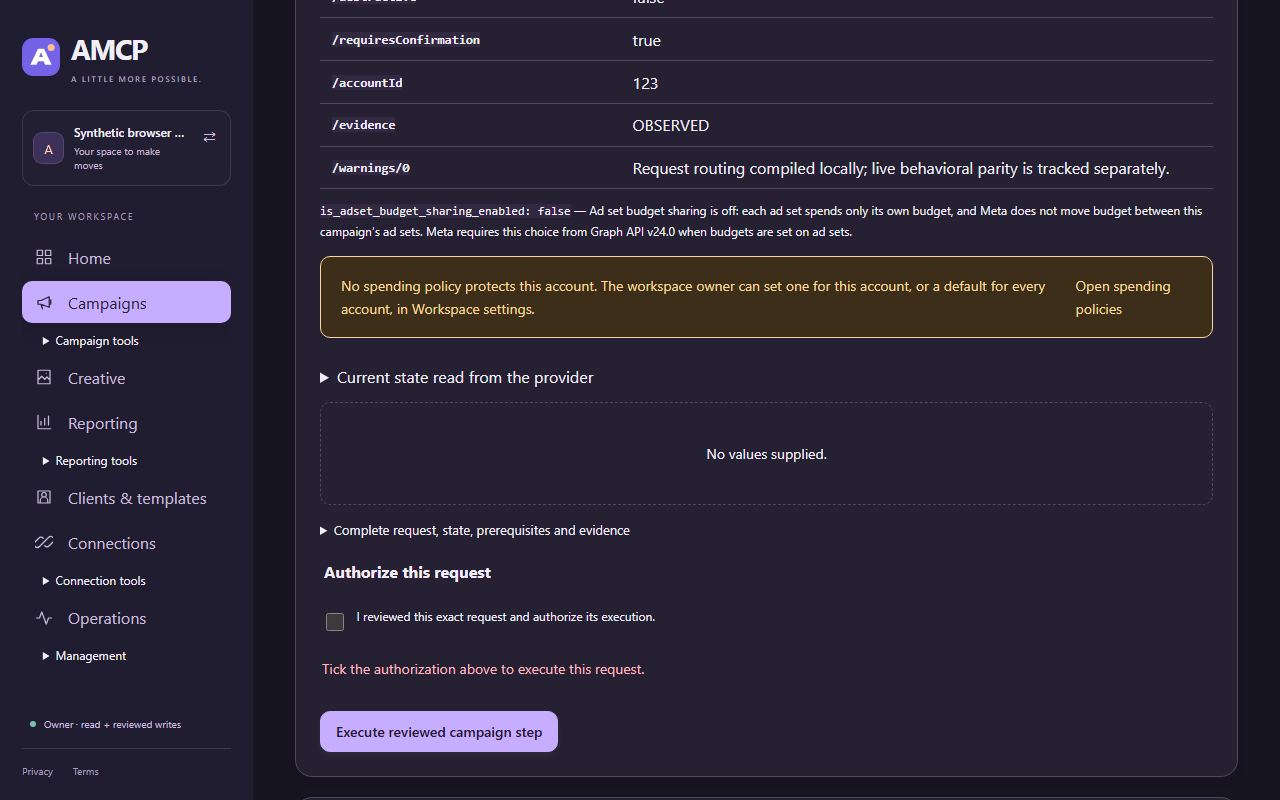 AMCP
A LITTLE MORE POSSIBLE.
A
Synthetic browser ...
Your space to make
moves
YOUR WORKSPACE
Home
Campaigns
Campaign tools
Creative
Reporting
Reporting tools
Clients & templates
Connections
Connection tools
Operations
Management
Owner · read + reviewed writes
Privacy Terms
false
/requiresConfirmation true
/accountId 123
/evidence OBSERVED
/warnings/0 Request routing compiled locally; live behavioral parity is tracked separately.
is_adset_budget_sharing_enabled: false — Ad set budget sharing is off: each ad set spends only its own budget, and Meta does not move budget between this
campaign's ad sets. Meta requires this choice from Graph API v24.0 when budgets are set on ad sets.
No spending policy protects this account. The workspace owner can set one for this account, or a default for every
account, in Workspace settings.
Open spending
policies
Current state read from the provider
No values supplied.
Complete request, state, prerequisites and evidence
Authorize this request
I reviewed this exact request and authorize its execution.
Tick the authorization above to execute this request.
Execute reviewed campaign step